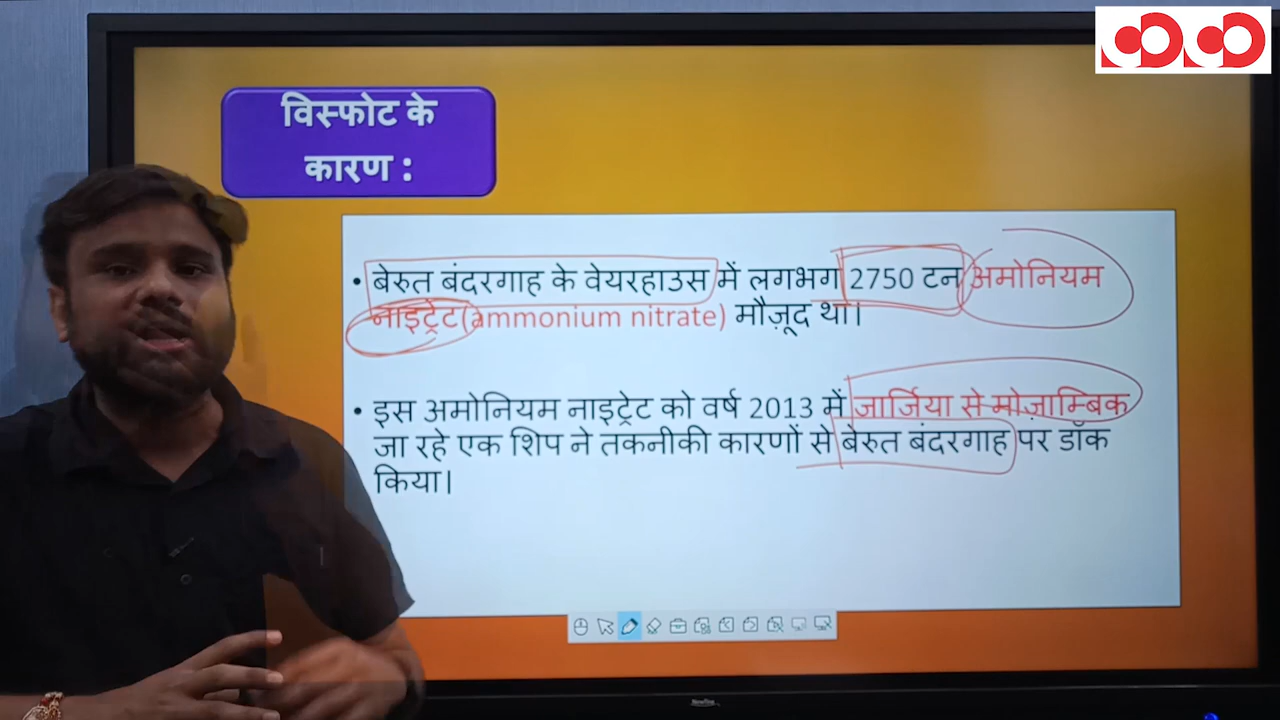 विस्फोट के
कारण :
• बेरुत बंदरगाह के वेयरहाउस में लगभग 2750 टन अमोनियम
नाइट्रेट(ammonium nitrate) मौज़ूद था।
• इस अमोनियम नाइट्रेट को वर्ष 2013 में जार्जिया से मोज़ाम्बिक
जा रहे एक शिप ने तकनीकी कारणों से बेरुत बंदरगाह पर डॉक
किया।